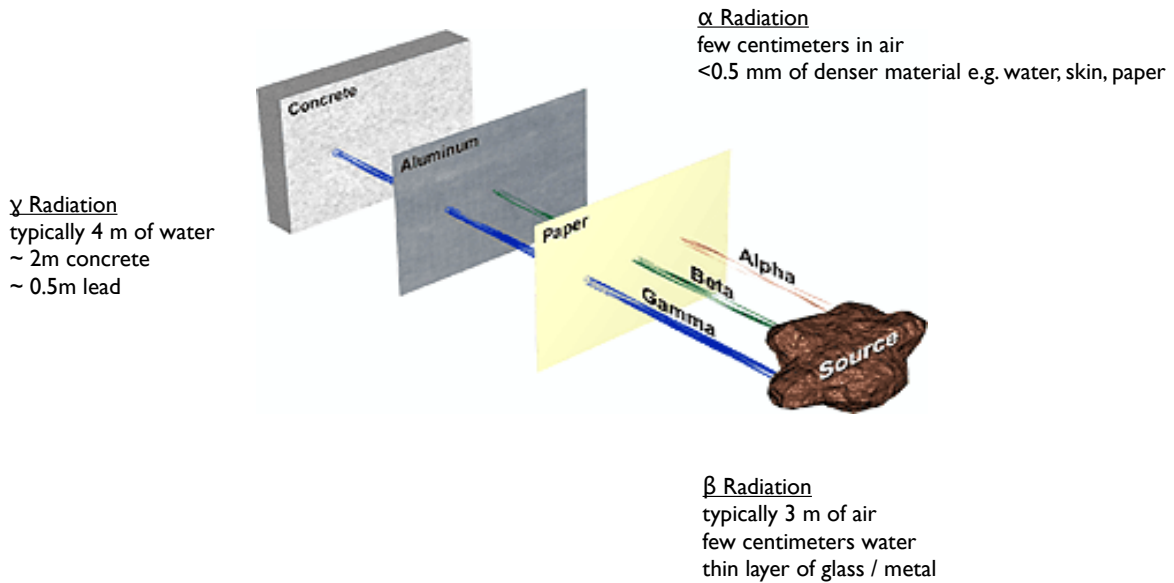 α Radiation
few centimeters in air
<0.5 mm of denser material e.g. water, skin, paper
Concrete
Aluminum
Paper
Alpha
Beta
Gamma
Source
γ Radiation
typically 4 m of water
~ 2m concrete
~ 0.5m lead
β Radiation
typically 3 m of air
few centimeters water
thin layer of glass / metal